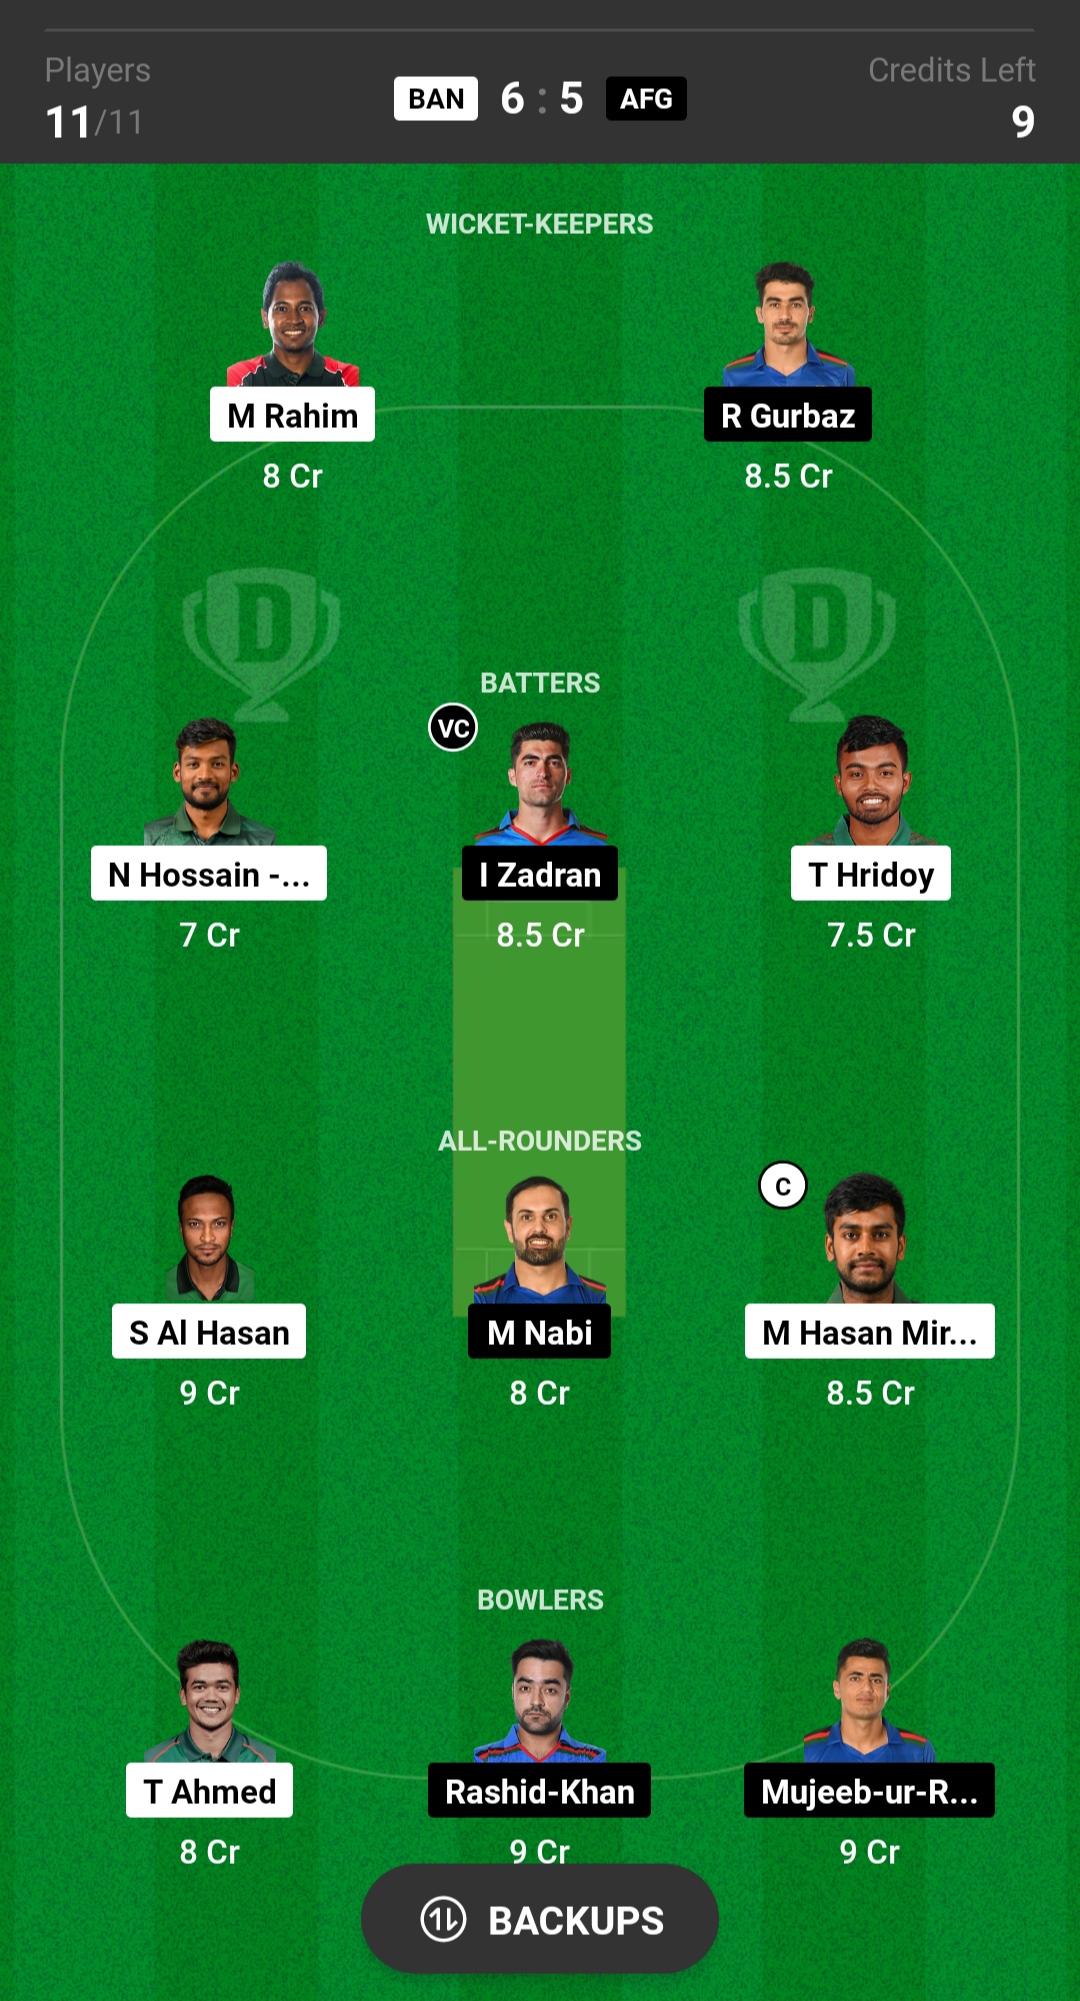 Players
Credits Left
11/11
BAN 6 : 5 AFG
9
WICKET-KEEPERS
M Rahim
R Gurbaz
8 Cr
8.5 Cr
D
D
BATTERS
VC
N Hossain -...
I Zadran
T Hridoy
7 Cr
8.5 Cr
7.5 Cr
ALL-ROUNDERS
C
S Al Hasan
M Nabi
M Hasan Mir...
9 Cr
8 Cr
8.5 Cr
BOWLERS
T Ahmed
Rashid-Khan
Mujeeb-ur-R...
8 Cr
9 Cr
9 Cr
BACKUPS